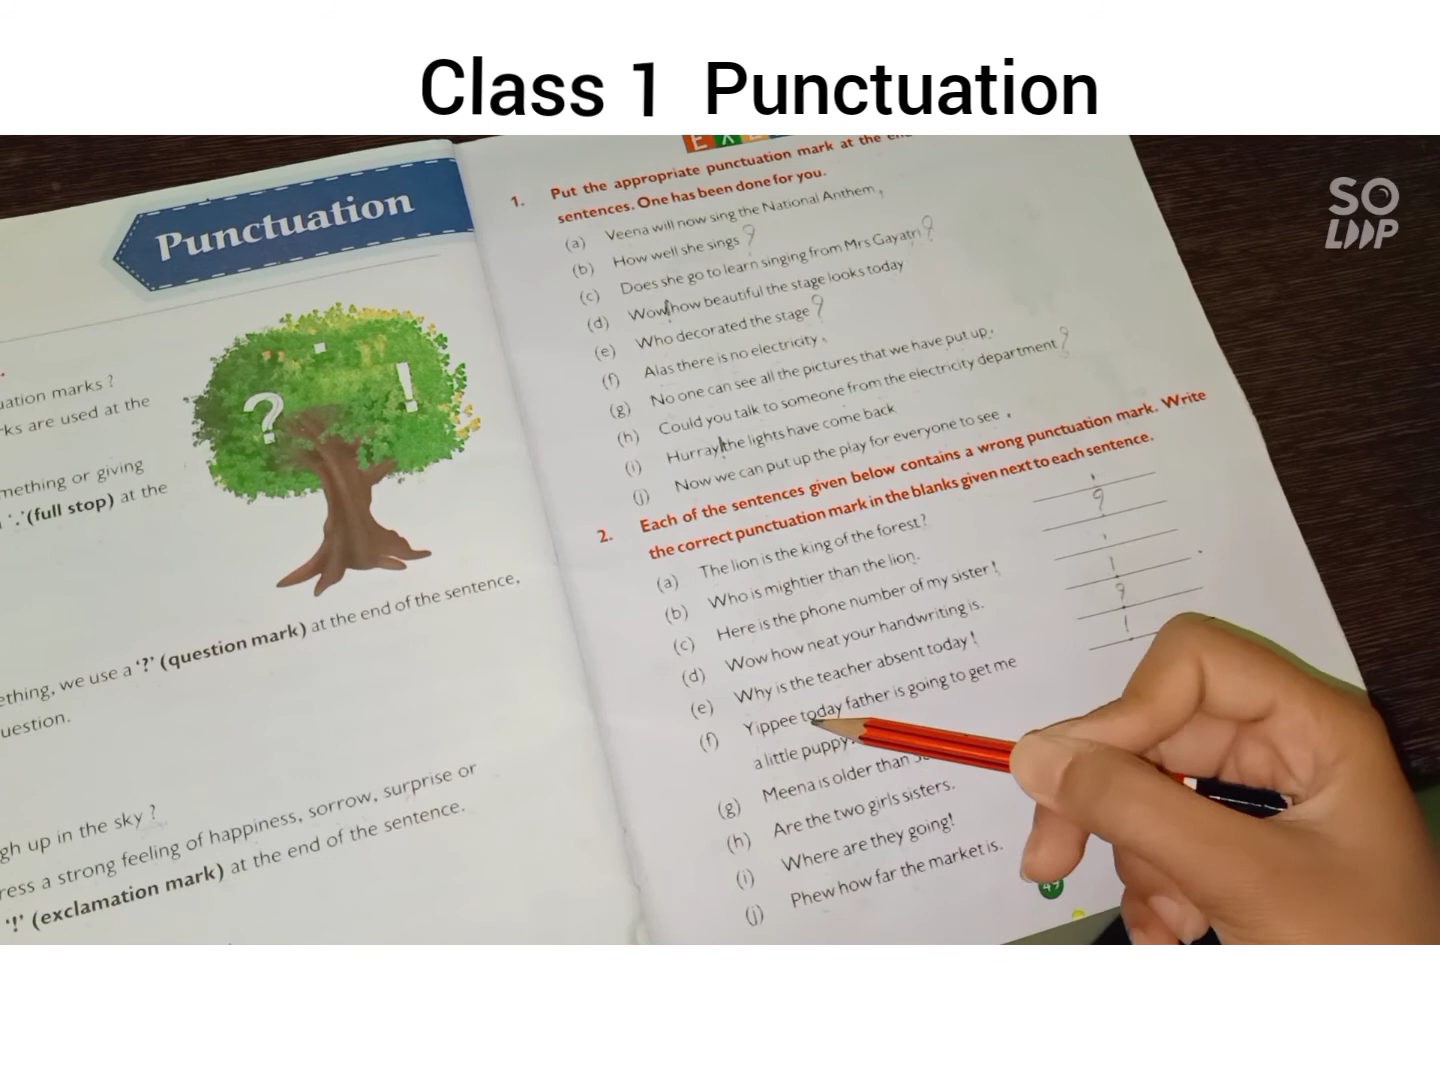 Class 1 Punctuation
SO
LOOP
Punctuation
?
!
uation marks ?
ks are used at the
mething or giving
'.' (full stop) at the
ething, we use a '?' (question mark) at the end of the sentence,
uestion.
gh up in the sky ?
ress a strong feeling of happiness, sorrow, surprise or
'!' (exclamation mark) at the end of the sentence.
1. Put the appropriate punctuation mark at the
sentences. One has been done for you.
(a) Veena will now sing the National Anthem.
(b) How well she sings ?
(c) Does she go to learn singing from Mrs Gayatri ?
(d) Wow! how beautiful the stage looks today
(e) Who decorated the stage ?
(f) Alas there is no electricity .
(g) No one can see all the pictures that we have put up.
(h) Could you talk to someone from the electricity department ?
(i) Hurray! the lights have come back
(j) Now we can put up the play for everyone to see .
2. Each of the sentences given below contains a wrong punctuation mark. Write
the correct punctuation mark in the blanks given next to each sentence.
(a) The lion is the king of the forest? .
(b) Who is mightier than the lion. ?
(c) Here is the phone number of my sister! .
(d) Wow how neat your handwriting is. !
(e) Why is the teacher absent today! ?
(f) Yippee today father is going to get me !
a little puppy.
(g) Meena is older than
(h) Are the two girls sisters.
(i) Where are they going!
(j) Phew how far the market is.
49